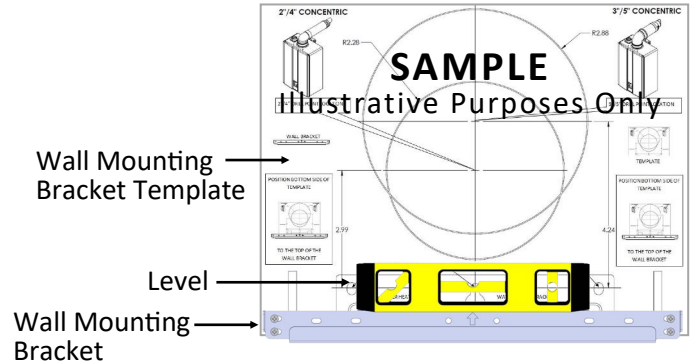 2"/4" CONCENTRIC
3"/5" CONCENTRIC
R2.28
R2.88
SAMPLE
Illustrative Purposes Only
WALL BRACKET
TEMPLATE
Wall Mounting
Bracket Template
POSITION BOTTOM SIDE OF
TEMPLATE
POSITION BOTTOM SIDE OF
TEMPLATE
2.99
4.24
TO THE TOP OF THE
WALL BRACKET
TO THE TOP OF THE
WALL BRACKET
Level
Wall Mounting
Bracket